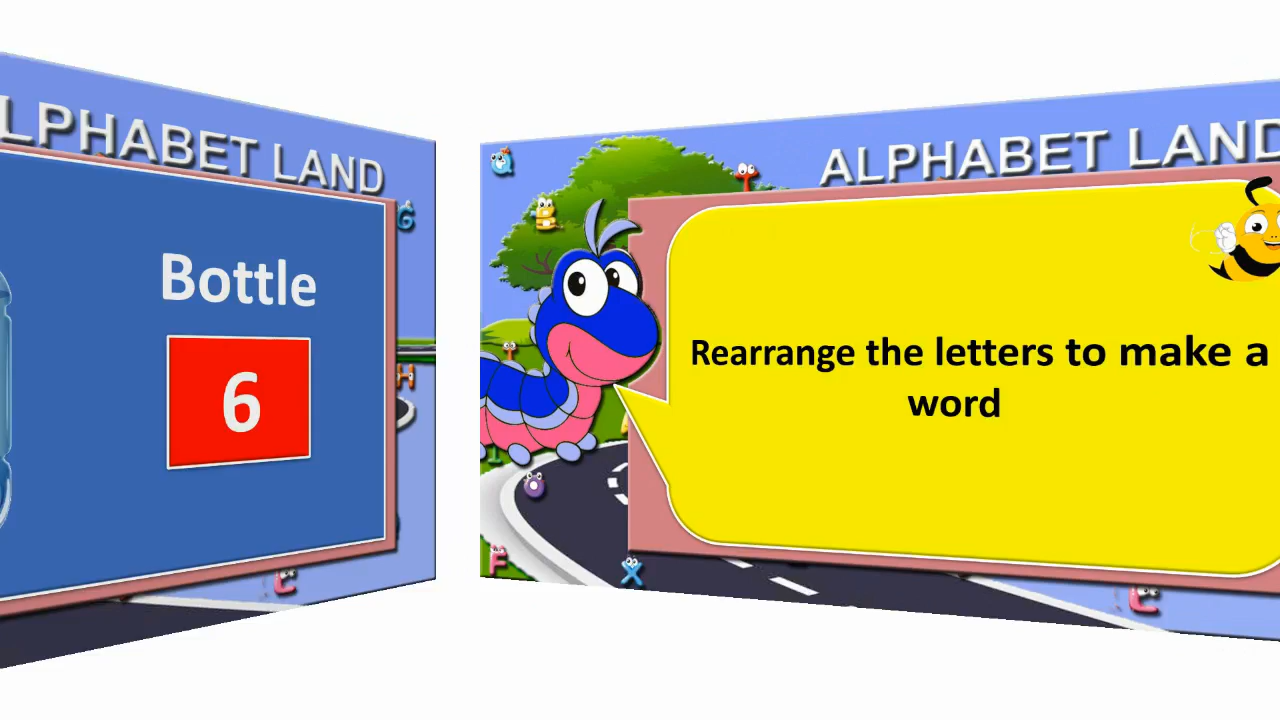 LPHABET LAND
Bottle
6
ALPHABET LAND
Rearrange the letters to make a
word